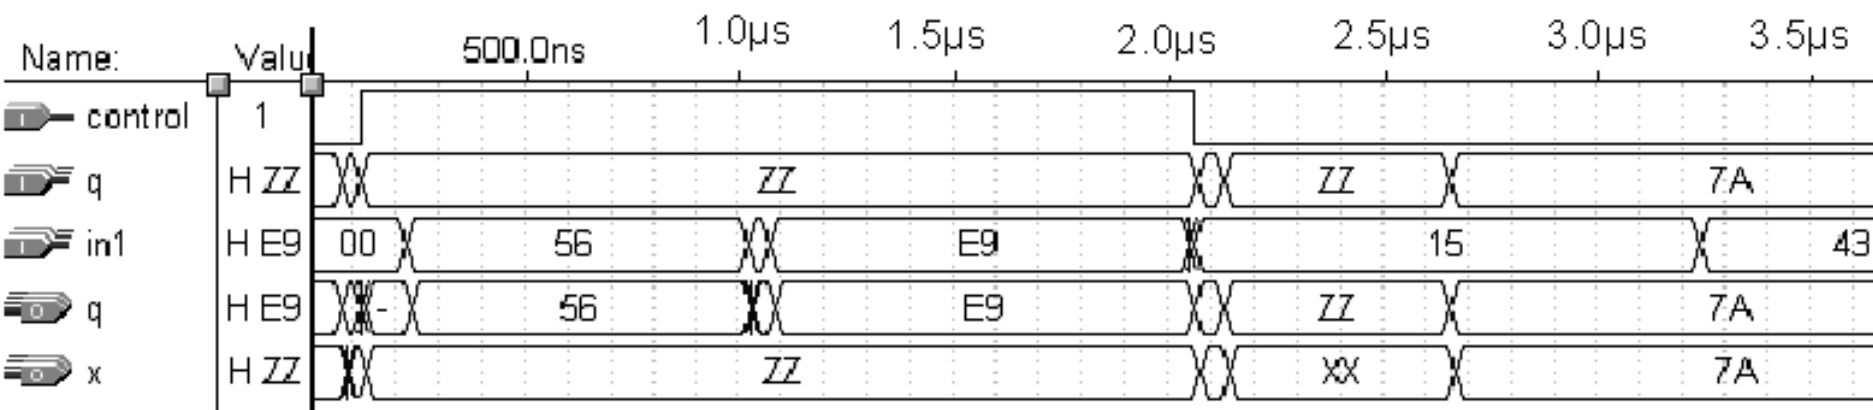 Name: Valu 500.0ns 1.0µs 1.5µs 2.0µs 2.5µs 3.0µs 3.5µs
control 1
q H ZZ ZZ ZZ 7A
in1 H E9 00 56 E9 15 43
q H E9 - 56 E9 ZZ 7A
x H ZZ ZZ XX 7A